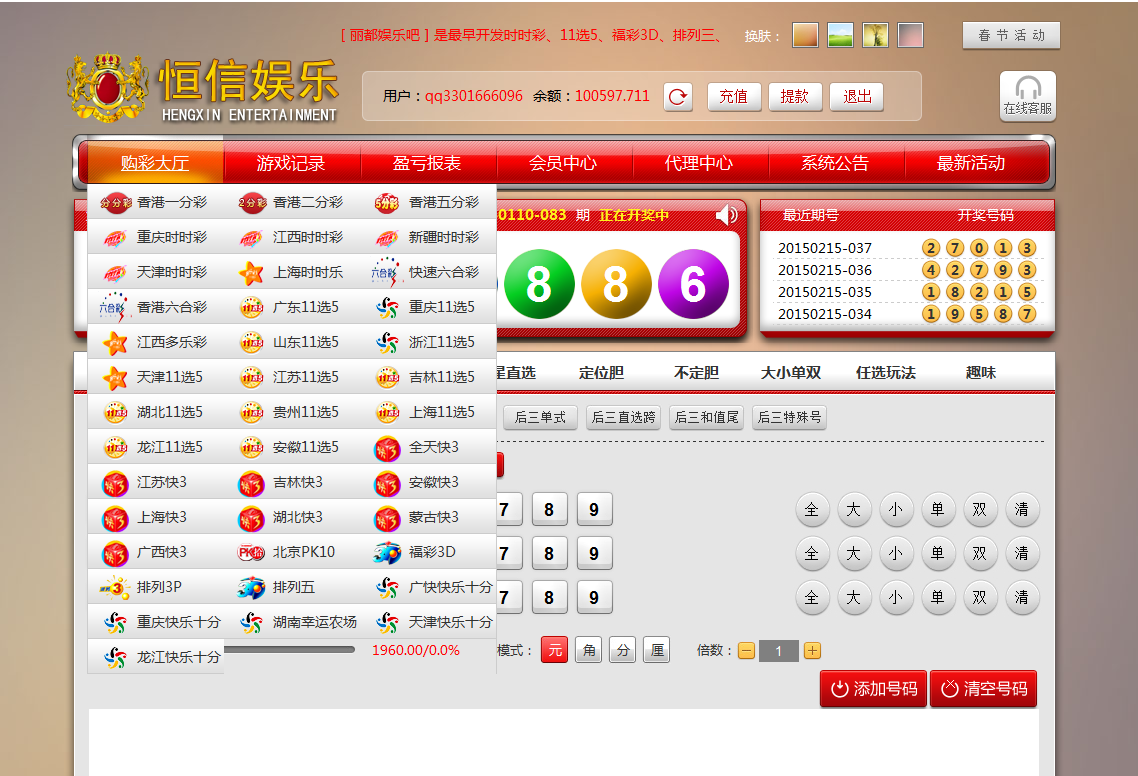 [ 丽都娱乐吧 ] 是最早开发时时彩、11选5、福彩3D、排列三、 换肤： 春节活动
恒信娱乐
HENGXIN ENTERTAINMENT
用户：qq3301666096 余额：100597.711 充值 提款 退出
在线客服
购彩大厅 游戏记录 盈亏报表 会员中心 代理中心 系统公告 最新活动
分分彩 香港一分彩 2分彩 香港二分彩 5分彩 香港五分彩
重庆时时彩 江西时时彩 新疆时时彩
天津时时彩 上海时时乐 六合彩 快速六合彩
六合彩 香港六合彩 广东11选5 重庆11选5
江西多乐彩 山东11选5 浙江11选5
天津11选5 江苏11选5 吉林11选5
湖北11选5 贵州11选5 上海11选5
龙江11选5 安徽11选5 全天快3
江苏快3 吉林快3 安徽快3
上海快3 湖北快3 蒙古快3
广西快3 PK拾 北京PK10 福彩3D
排列3P 排列五 广快快乐十分
重庆快乐十分 湖南幸运农场 天津快乐十分
龙江快乐十分
0110-083 期 正在开奖中
8 8 6
最近期号 开奖号码
20150215-037 2 7 0 1 3
20150215-036 4 2 7 9 3
20150215-035 1 8 2 1 5
20150215-034 1 9 5 8 7
星直选 定位胆 不定胆 大小单双 任选玩法 趣味
后三单式 后三直选跨 后三和值尾 后三特殊号
7 8 9 全 大 小 单 双 清
7 8 9 全 大 小 单 双 清
7 8 9 全 大 小 单 双 清
1960.00/0.0% 模式： 元 角 分 厘 倍数： 1
添加号码 清空号码